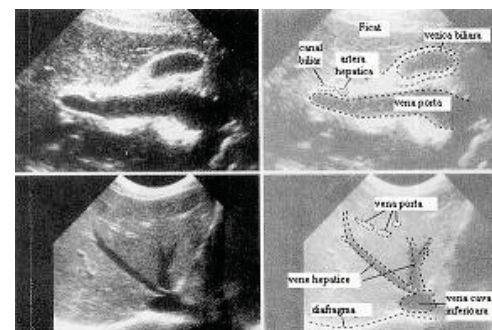 Ficat
vezica biliara
canal
biliar
artera
hepatica
vena porta
vena porta
vene hepatice
diafragma
vena cava
inferioara